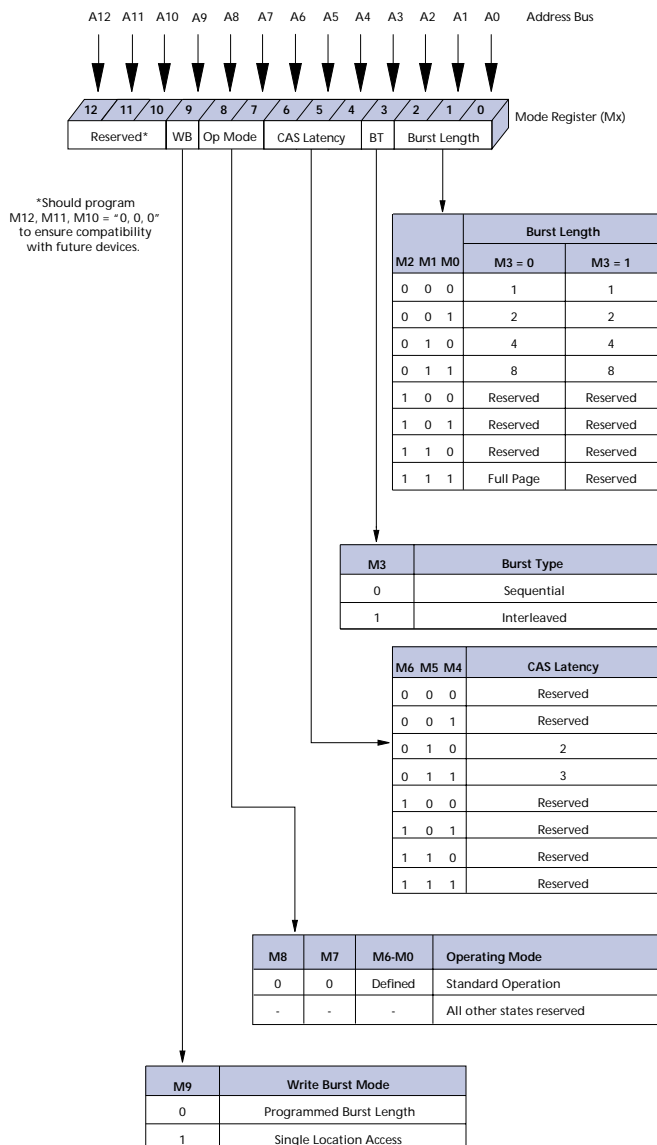 A12 A11 A10 A9 A8 A7 A6 A5 A4 A3 A2 A1 A0 Address Bus
12 11 10 9 8 7 6 5 4 3 2 1 0
Mode Register (Mx)
Reserved* WB Op Mode CAS Latency BT Burst Length
*Should program
M12, M11, M10 = “0, 0, 0”
to ensure compatibility
with future devices.
Burst Length
M2 M1 M0 M3 = 0 M3 = 1
0 0 0 1 1
0 0 1 2 2
0 1 0 4 4
0 1 1 8 8
1 0 0 Reserved Reserved
1 0 1 Reserved Reserved
1 1 0 Reserved Reserved
1 1 1 Full Page Reserved
M3 Burst Type
0 Sequential
1 Interleaved
M6 M5 M4 CAS Latency
0 0 0 Reserved
0 0 1 Reserved
0 1 0 2
0 1 1 3
1 0 0 Reserved
1 0 1 Reserved
1 1 0 Reserved
1 1 1 Reserved
M8 M7 M6-M0 Operating Mode
0 0 Defined Standard Operation
- - - All other states reserved
M9 Write Burst Mode
0 Programmed Burst Length
1 Single Location Access